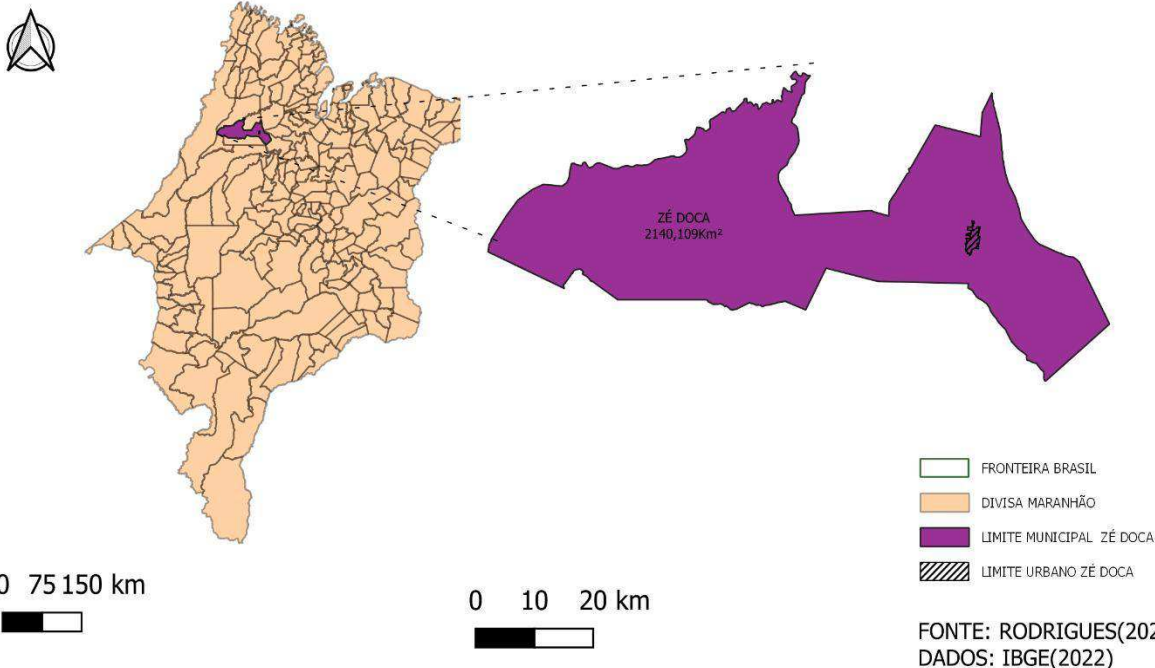 ZÉ DOCA
2140,109Km²
FRONTEIRA BRASIL
DIVISA MARANHÃO
LIMITE MUNICIPAL ZÉ DOCA
LIMITE URBANO ZÉ DOCA
0 75 150 km
0 10 20 km
FONTE: RODRIGUES(202
DADOS: IBGE(2022)